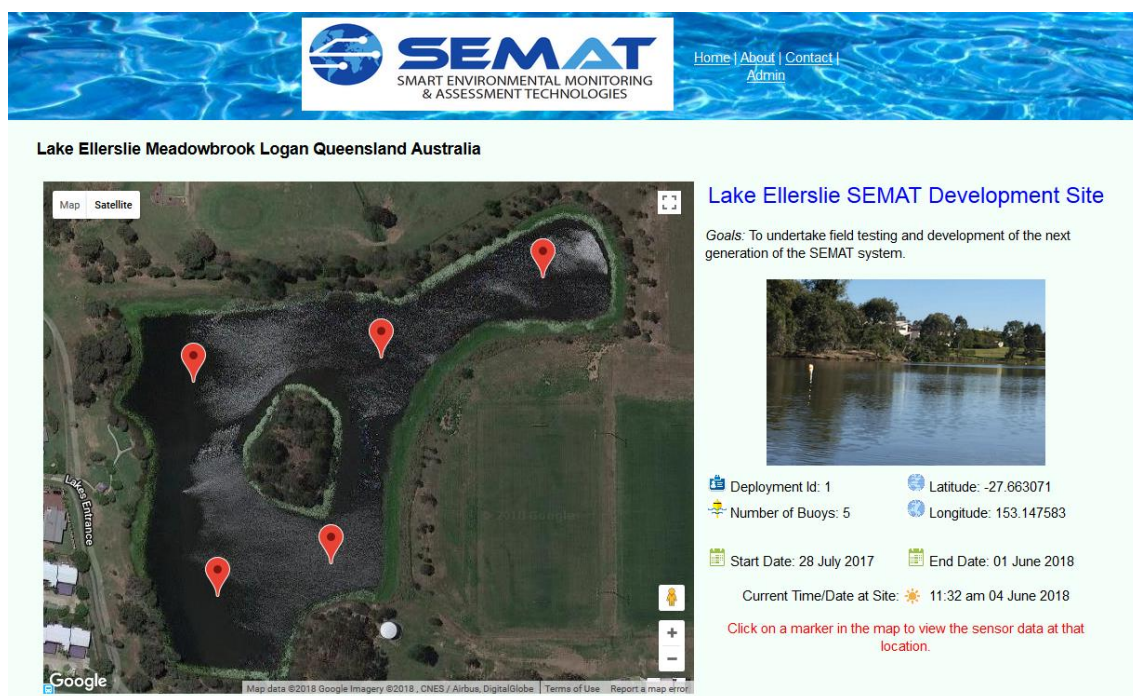 SEMAT
SMART ENVIRONMENTAL MONITORING
& ASSESSMENT TECHNOLOGIES
Home | About | Contact |
Admin
Lake Ellerslie Meadowbrook Logan Queensland Australia
Map Satellite
Lakes Entrance
Google
Map data ©2018 Google Imagery ©2018 , CNES / Airbus, DigitalGlobe Terms of Use Report a map error
Lake Ellerslie SEMAT Development Site
Goals: To undertake field testing and development of the next
generation of the SEMAT system.
Deployment Id: 1 Latitude: -27.663071
Number of Buoys: 5 Longitude: 153.147583
Start Date: 28 July 2017 End Date: 01 June 2018
Current Time/Date at Site: 11:32 am 04 June 2018
Click on a marker in the map to view the sensor data at that
location.